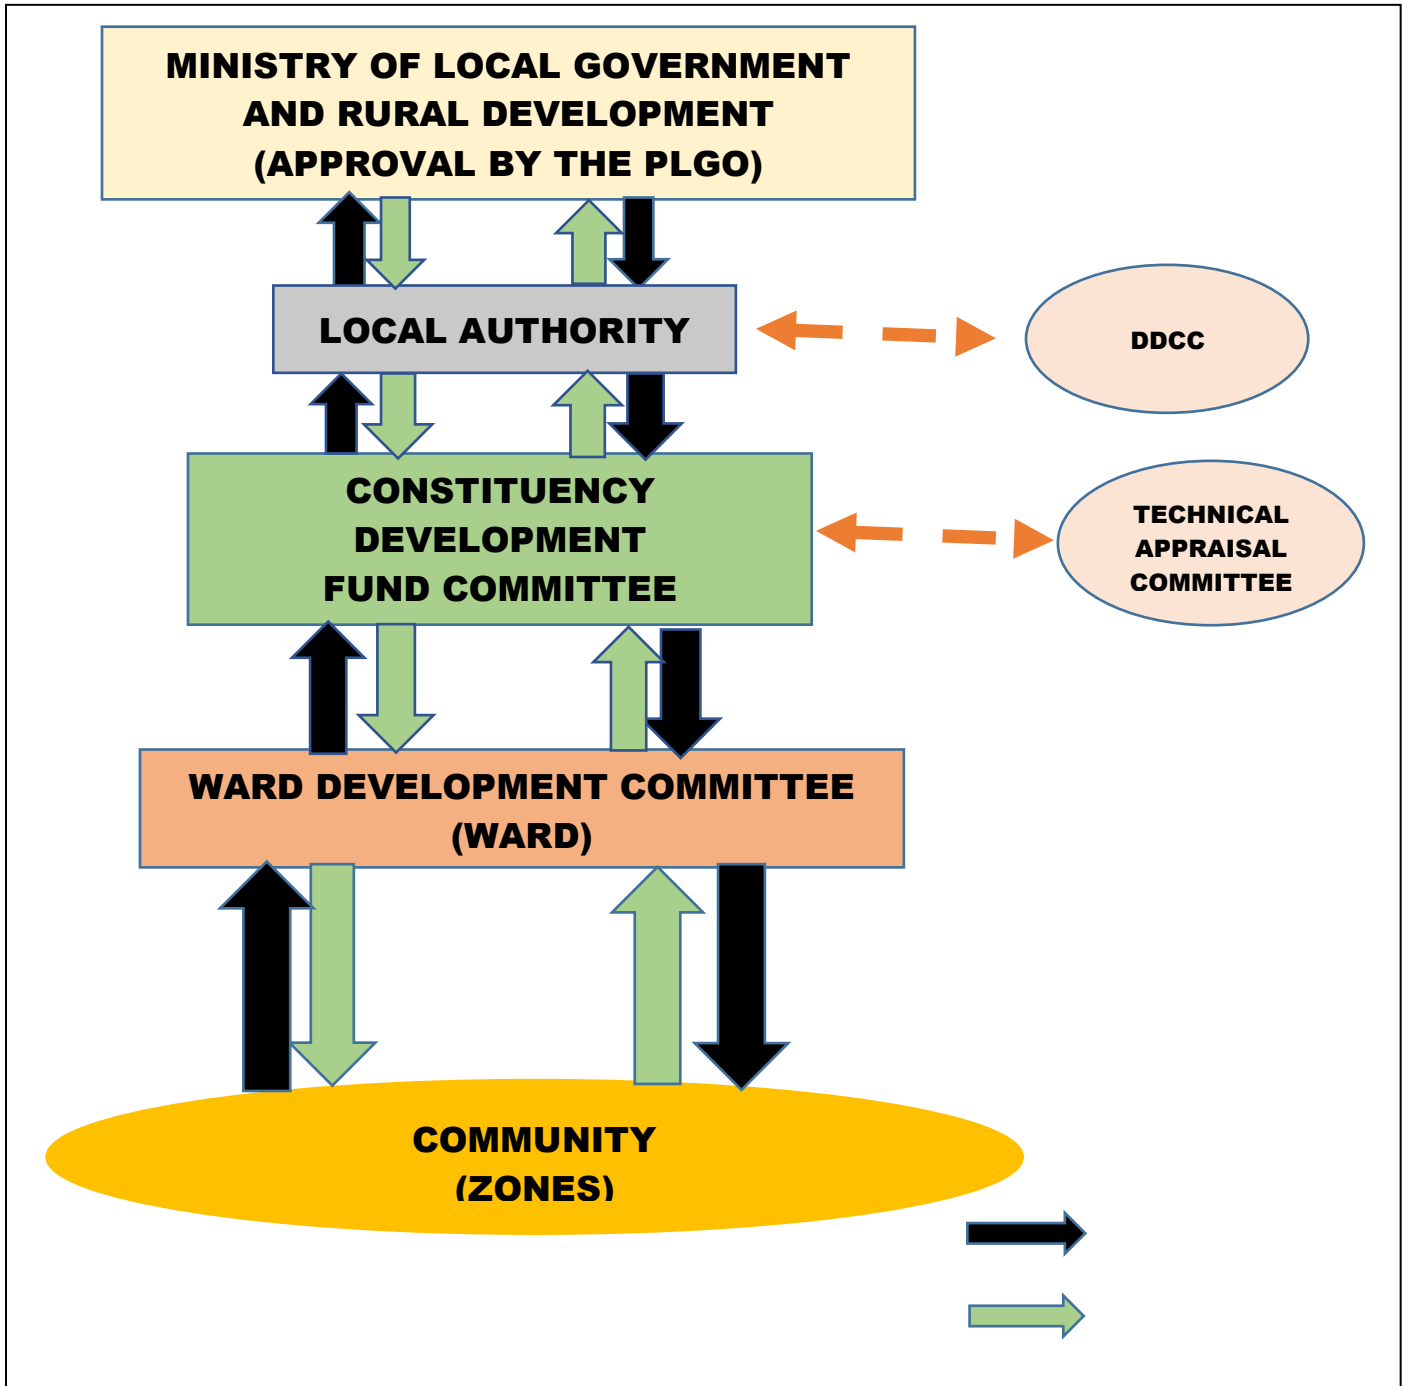 MINISTRY OF LOCAL GOVERNMENT
AND RURAL DEVELOPMENT
(APPROVAL BY THE PLGO)
LOCAL AUTHORITY
DDCC
CONSTITUENCY
DEVELOPMENT
FUND COMMITTEE
TECHNICAL
APPRAISAL
COMMITTEE
WARD DEVELOPMENT COMMITTEE
(WARD)
COMMUNITY
(ZONES)